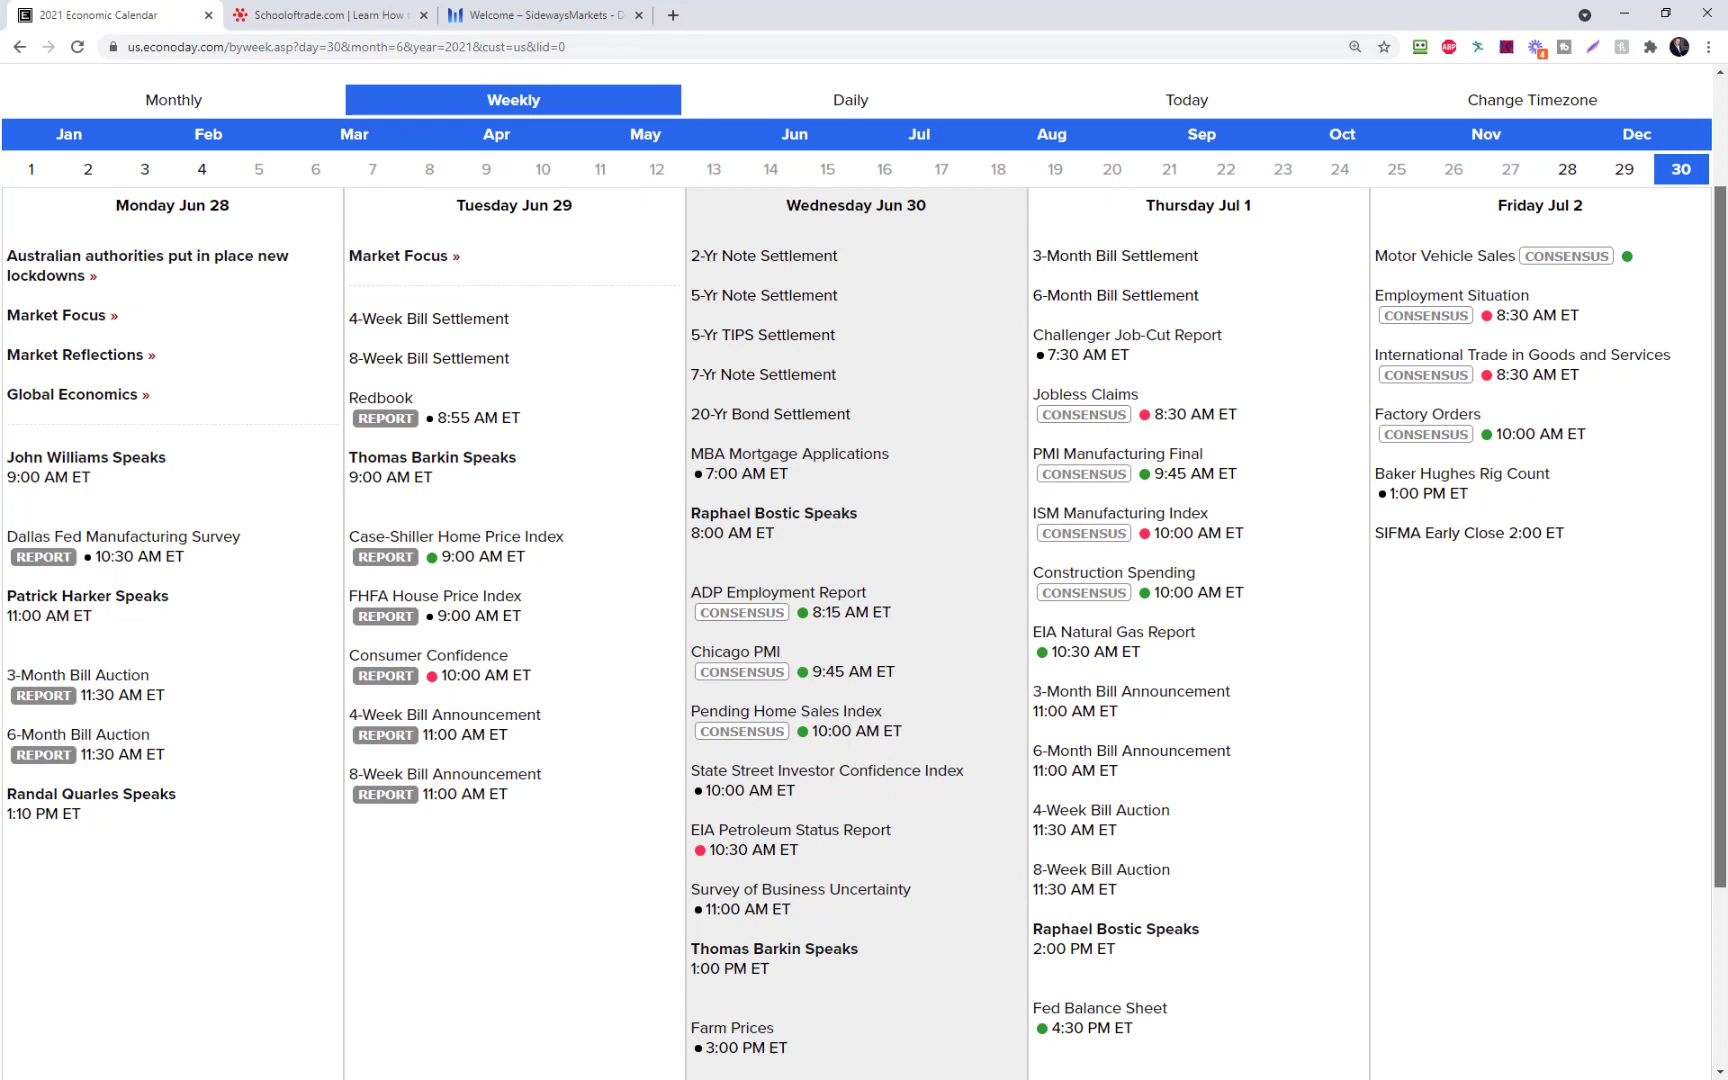 2021 Economic Calendar
Schooloftrade.com | Learn How
Welcome – SidewaysMarkets - D
us.econoday.com/byweek.asp?day=30&month=6&year=2021&cust=us&lid=0
ABP
4
Monthly Weekly Daily Today Change Timezone
Jan Feb Mar Apr May Jun Jul Aug Sep Oct Nov Dec
1 2 3 4 5 6 7 8 9 10 11 12 13 14 15 16 17 18 19 20 21 22 23 24 25 26 27 28 29 30
Monday Jun 28
Australian authorities put in place new
lockdowns »
Market Focus »
Market Reflections »
Global Economics »
John Williams Speaks
9:00 AM ET
Dallas Fed Manufacturing Survey
REPORT 10:30 AM ET
Patrick Harker Speaks
11:00 AM ET
3-Month Bill Auction
REPORT 11:30 AM ET
6-Month Bill Auction
REPORT 11:30 AM ET
Randal Quarles Speaks
1:10 PM ET
Tuesday Jun 29
Market Focus »
4-Week Bill Settlement
8-Week Bill Settlement
Redbook
REPORT 8:55 AM ET
Thomas Barkin Speaks
9:00 AM ET
Case-Shiller Home Price Index
REPORT 9:00 AM ET
FHFA House Price Index
REPORT 9:00 AM ET
Consumer Confidence
REPORT 10:00 AM ET
4-Week Bill Announcement
REPORT 11:00 AM ET
8-Week Bill Announcement
REPORT 11:00 AM ET
Wednesday Jun 30
2-Yr Note Settlement
5-Yr Note Settlement
5-Yr TIPS Settlement
7-Yr Note Settlement
20-Yr Bond Settlement
MBA Mortgage Applications
7:00 AM ET
Raphael Bostic Speaks
8:00 AM ET
ADP Employment Report
CONSENSUS 8:15 AM ET
Chicago PMI
CONSENSUS 9:45 AM ET
Pending Home Sales Index
CONSENSUS 10:00 AM ET
State Street Investor Confidence Index
10:00 AM ET
EIA Petroleum Status Report
10:30 AM ET
Survey of Business Uncertainty
11:00 AM ET
Thomas Barkin Speaks
1:00 PM ET
Farm Prices
3:00 PM ET
Thursday Jul 1
3-Month Bill Settlement
6-Month Bill Settlement
Challenger Job-Cut Report
7:30 AM ET
Jobless Claims
CONSENSUS 8:30 AM ET
PMI Manufacturing Final
CONSENSUS 9:45 AM ET
ISM Manufacturing Index
CONSENSUS 10:00 AM ET
Construction Spending
CONSENSUS 10:00 AM ET
EIA Natural Gas Report
10:30 AM ET
3-Month Bill Announcement
11:00 AM ET
6-Month Bill Announcement
11:00 AM ET
4-Week Bill Auction
11:30 AM ET
8-Week Bill Auction
11:30 AM ET
Raphael Bostic Speaks
2:00 PM ET
Fed Balance Sheet
4:30 PM ET
Friday Jul 2
Motor Vehicle Sales CONSENSUS
Employment Situation
CONSENSUS 8:30 AM ET
International Trade in Goods and Services
CONSENSUS 8:30 AM ET
Factory Orders
CONSENSUS 10:00 AM ET
Baker Hughes Rig Count
1:00 PM ET
SIFMA Early Close 2:00 ET